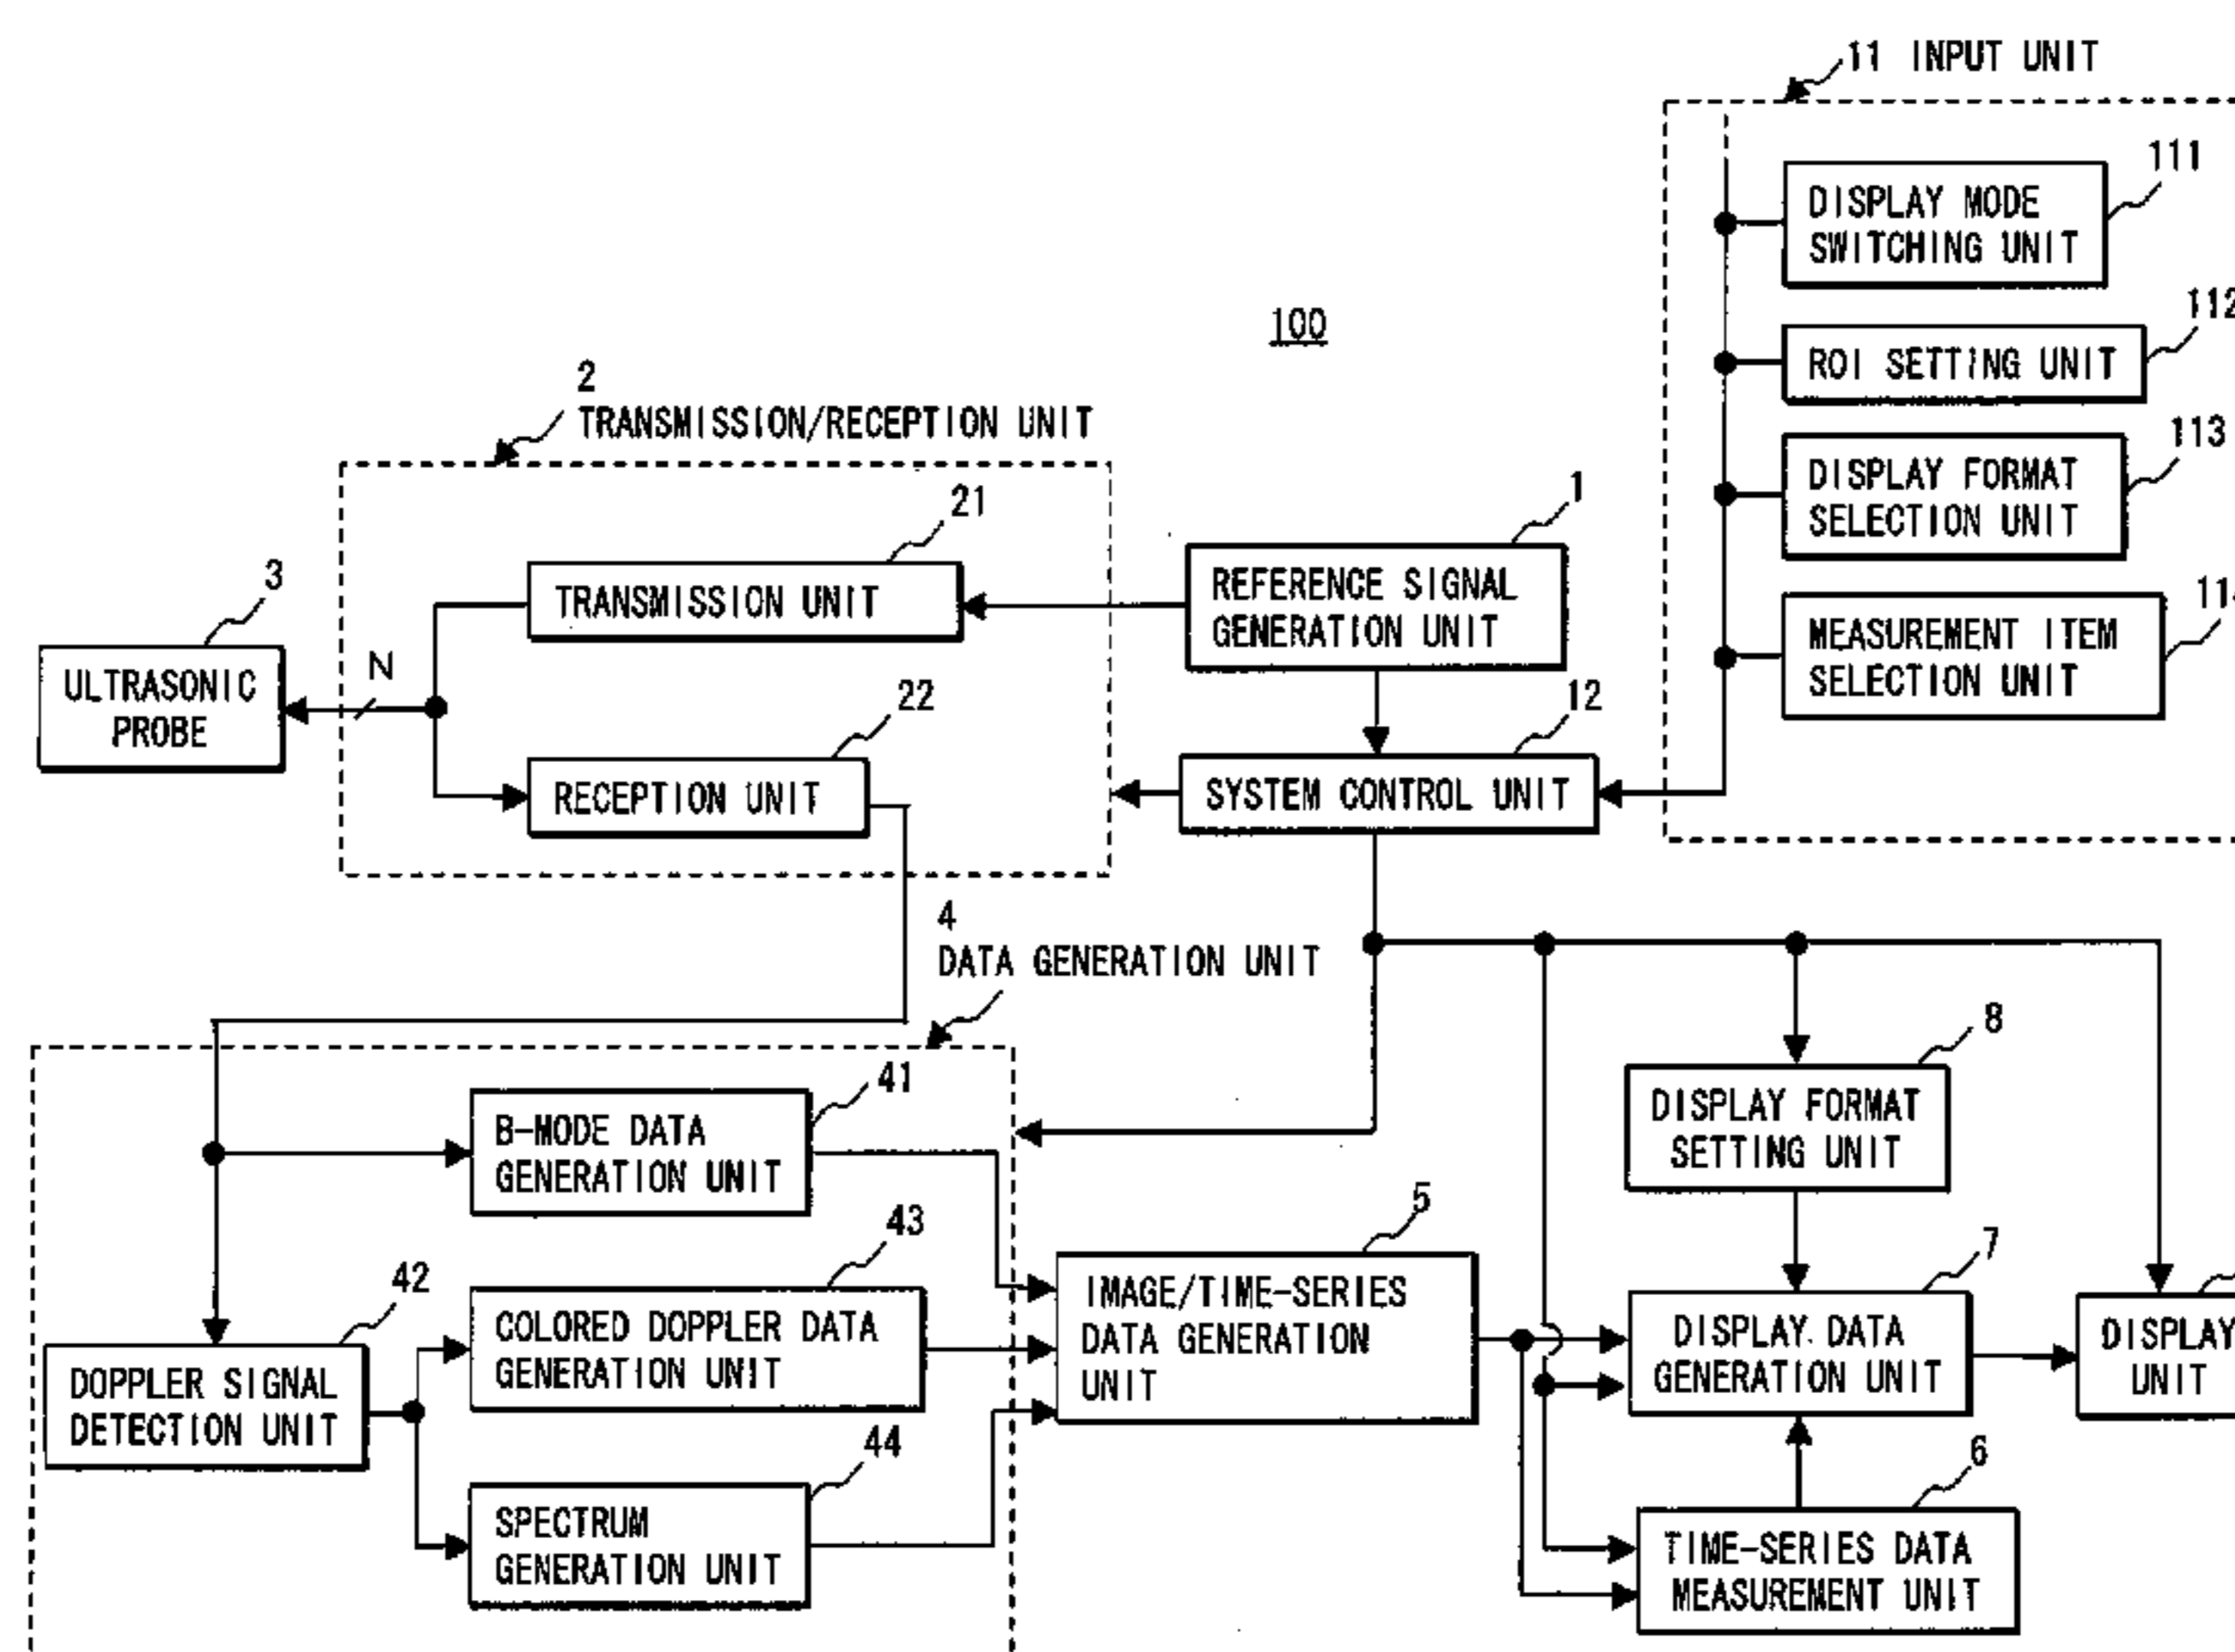 11 INPUT UNIT
111
DISPLAY MODE
SWITCHING UNIT
112
ROI SETTING UNIT
113
DISPLAY FORMAT
SELECTION UNIT
MEASUREMENT ITEM
SELECTION UNIT
100
2
TRANSMISSION/RECEPTION UNIT
21
TRANSMISSION UNIT
1
REFERENCE SIGNAL
GENERATION UNIT
3
ULTRASONIC
PROBE
N
22
RECEPTION UNIT
12
SYSTEM CONTROL UNIT
4
DATA GENERATION UNIT
41
B-MODE DATA
GENERATION UNIT
8
DISPLAY FORMAT
SETTING UNIT
42
DOPPLER SIGNAL
DETECTION UNIT
43
COLORED DOPPLER DATA
GENERATION UNIT
44
SPECTRUM
GENERATION UNIT
5
IMAGE/TIME-SERIES
DATA GENERATION
UNIT
7
DISPLAY DATA
GENERATION UNIT
DISPLAY
UNIT
6
TIME-SERIES DATA
MEASUREMENT UNIT